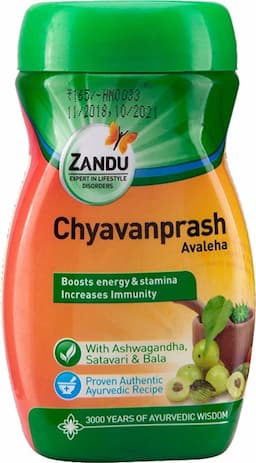 ₹165/-HN0033
11/2018,10/2021
ZANDU
EXPERT IN LIFESTYLE
DISORDERS
Chyavanprash
Avaleha
Boosts energy & stamina
Increases Immunity
With Ashwagandha,
Satavari & Bala
Proven Authentic
Ayurvedic Recipe
3000 YEARS OF AYURVEDIC WISDOM